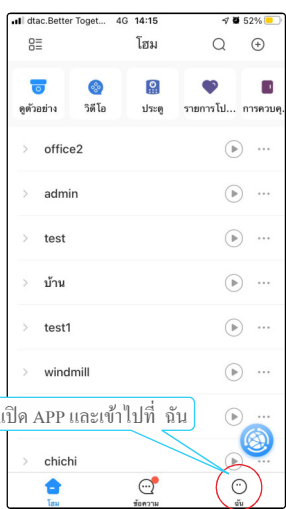 dtac.Better Toget... 4G 14:15 52%
โฮม
ดูตัวอย่าง วิดีโอ ประตู รายการโป... การควบคุ.
office2
admin
test
บ้าน
test1
windmill
เปิด APP และเข้าไปที่ ฉัน
chichi
โฮม ข้อความ ฉัน